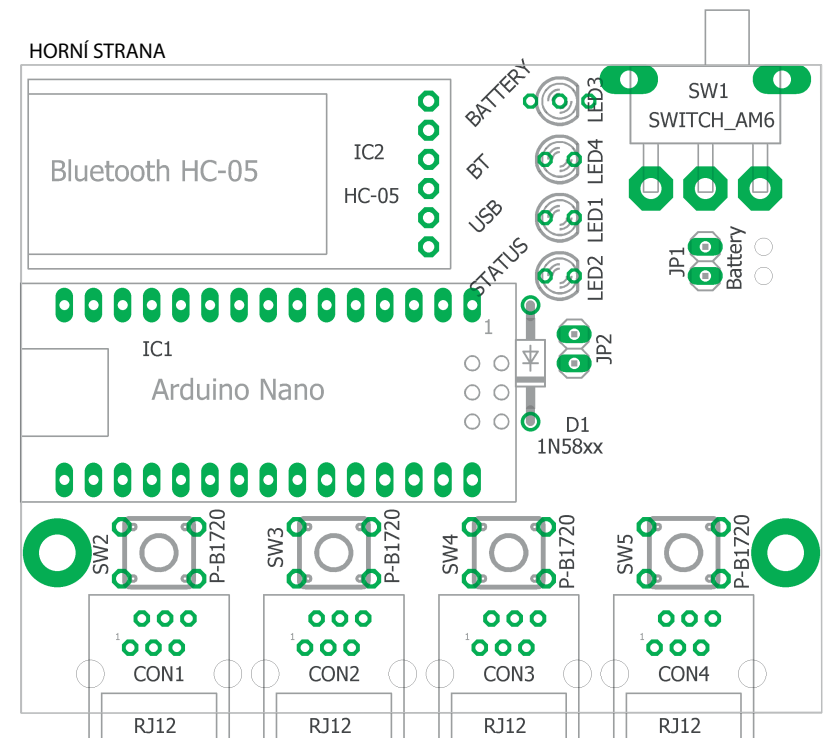 HORNÍ STRANA
BATTERY
LED3
SW1
SWITCH_AM6
IC2
Bluetooth HC-05
HC-05
BT
LED4
USB
LED1
STATUS
LED2
JP1
Battery
1
IC1
Arduino Nano
JP2
D1
1N58xx
SW2
P-B1720
SW3
P-B1720
SW4
P-B1720
SW5
P-B1720
1
1
1
1
CON1
CON2
CON3
CON4
RJ12
RJ12
RJ12
RJ12